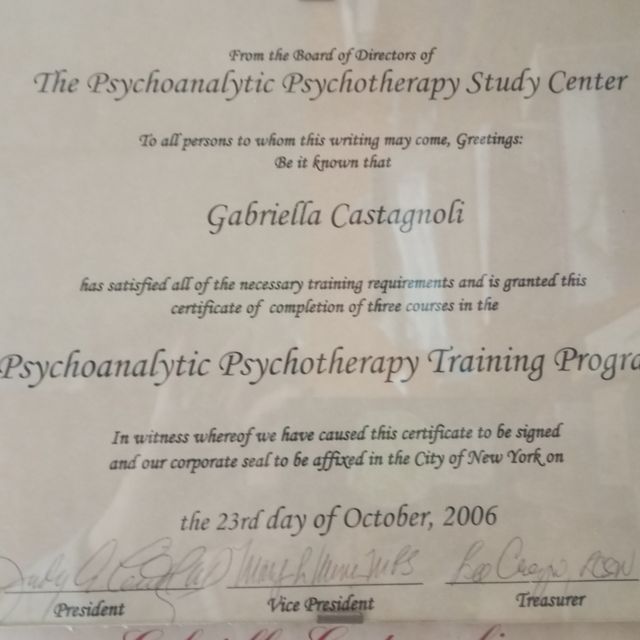 From the Board of Directors of
The Psychoanalytic Psychotherapy Study Center
To all persons to whom this writing may come, Greetings:
Be it known that
Gabriella Castagnoli
has satisfied all of the necessary training requirements and is granted this
certificate of completion of three courses in the
Psychoanalytic Psychotherapy Training Progra
In witness whereof we have caused this certificate to be signed
and our corporate seal to be affixed in the City of New York on
the 23rd day of October, 2006
President Vice President Treasurer